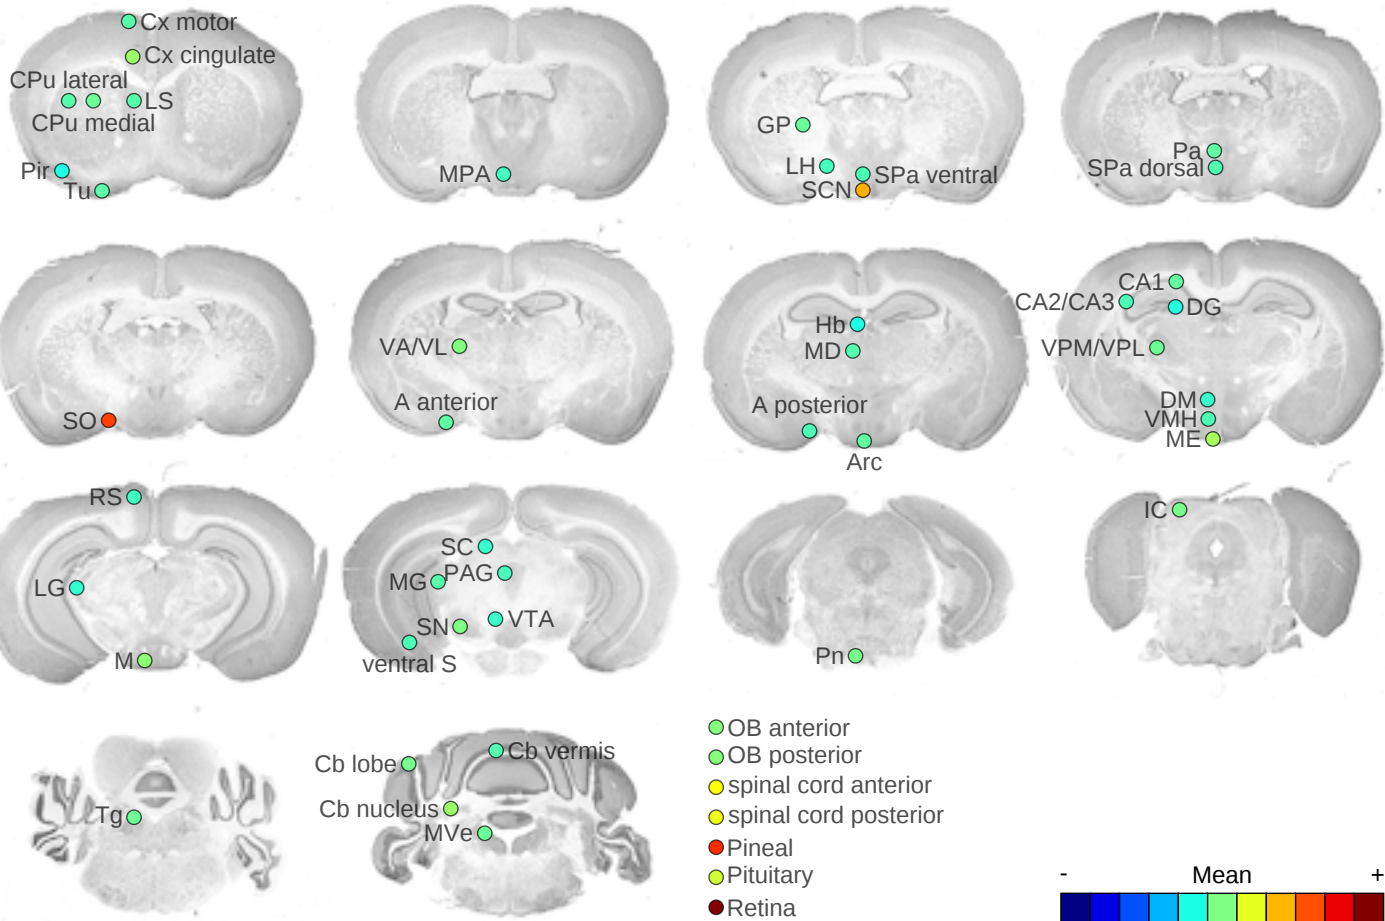 Cx motor
Cx cingulate
CPu lateral
LS
CPu medial
Pir
Tu
MPA
GP
LH
SPa ventral
SCN
Pa
SPa dorsal
SO
VA/VL
A anterior
Hb
MD
A posterior
Arc
CA1
CA2/CA3
DG
VPM/VPL
DM
VMH
ME
RS
LG
M
SC
MG
PAG
SN
VTA
ventral S
Pn
IC
Tg
Cb lobe
Cb vermis
Cb nucleus
MVe
OB anterior
OB posterior
spinal cord anterior
spinal cord posterior
Pineal
Pituitary
Retina
- Mean +